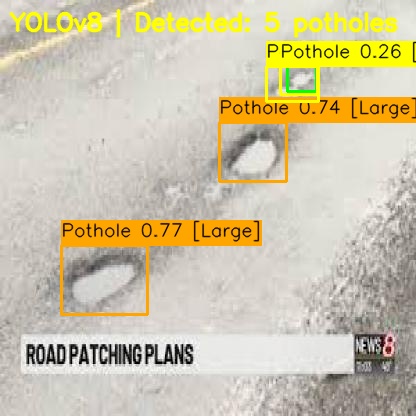 YOLOv8 | Detected: 5 potholes
PPothole 0.26 [
Pothole 0.74 [Large]
Pothole 0.77 [Large]
ROAD PATCHING PLANS
NEWS 8